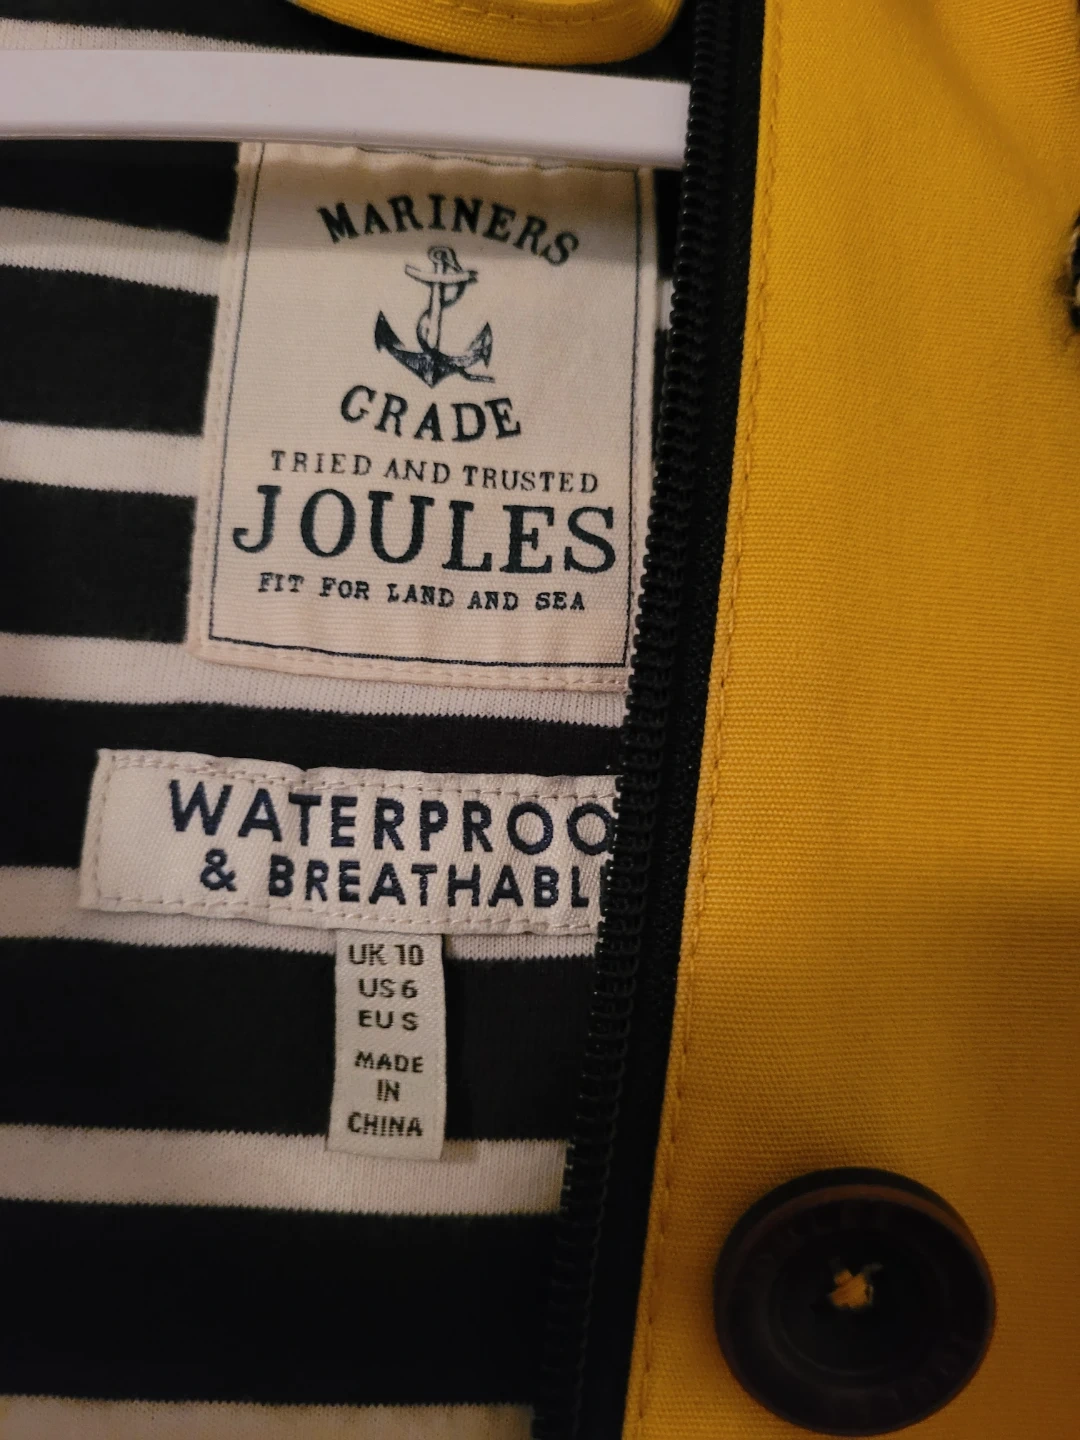 MARINERS
GRADE
TRIED AND TRUSTED
JOULES
FIT FOR LAND AND SEA
WATERPROO
& BREATHABL
UK 10
US 6
EU S
MADE
IN
CHINA